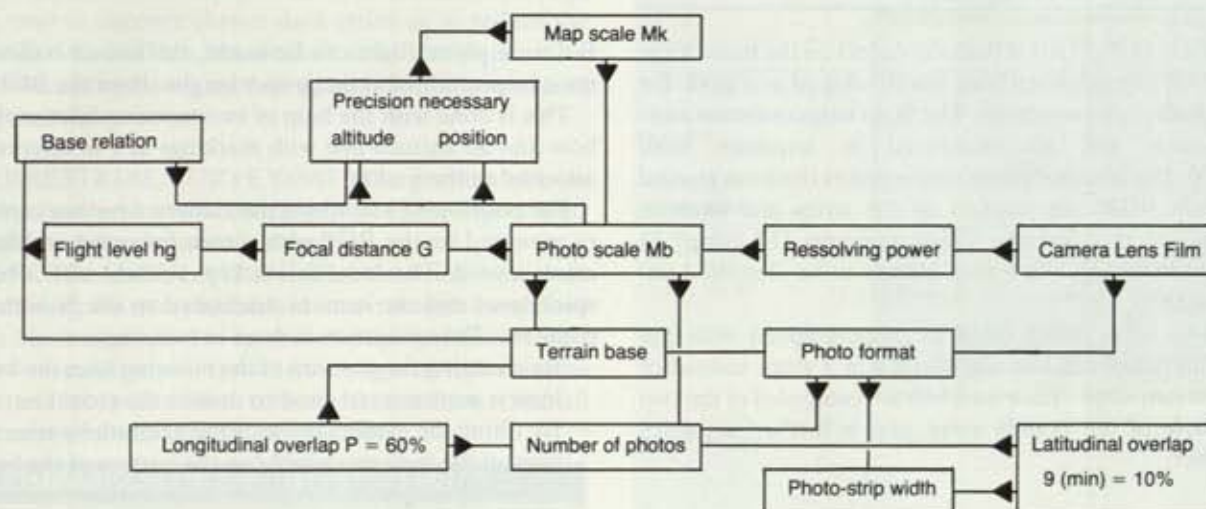 Map scale Mk
Precision necessary
altitude position
Base relation
Flight level hg
Focal distance G
Photo scale Mb
Ressolving power
Camera Lens Film
Terrain base
Photo format
Longitudinal overlap P = 60%
Number of photos
Latitudinal overlap
9 (min) = 10%
Photo-strip width